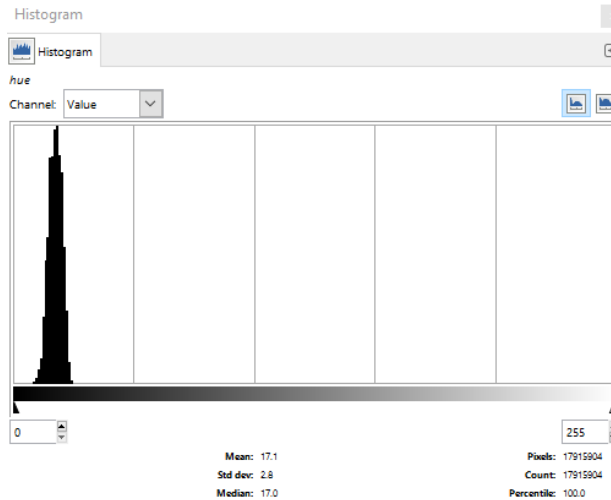 Histogram
Histogram
hue
Channel: Value
0 255
Mean: 17.1 Pixels: 17915904
Std dev: 2.8 Count: 17915904
Median: 17.0 Percentile: 100.0